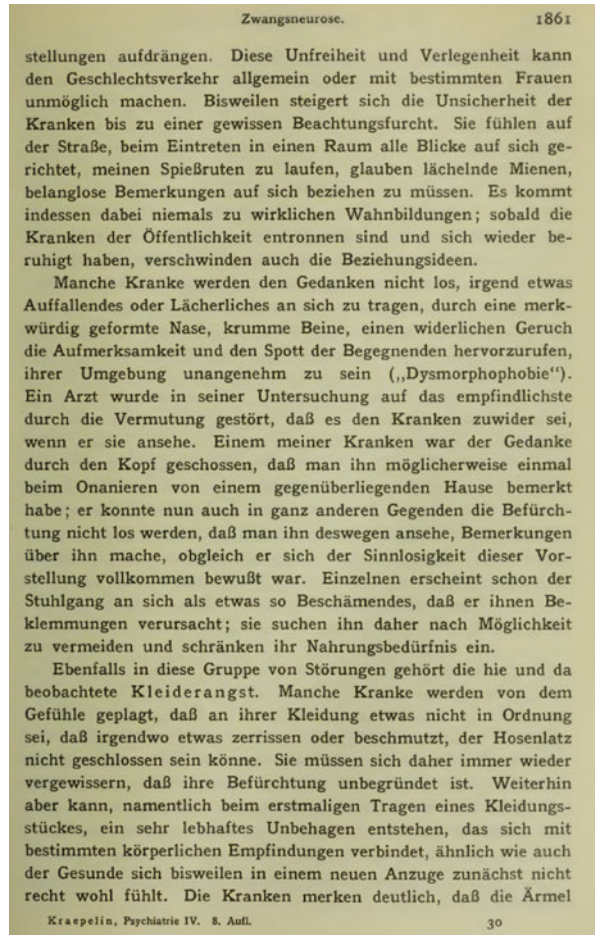 Zwangsneurose. 1861
stellungen aufdrängen. Diese Unfreiheit und Verlegenheit kann
den Geschlechtsverkehr allgemein oder mit bestimmten Frauen
unmöglich machen. Bisweilen steigert sich die Unsicherheit der
Kranken bis zu einer gewissen Beachtungsfurcht. Sie fühlen auf
der Straße, beim Eintreten in einen Raum alle Blicke auf sich ge-
richtet, meinen Spießruten zu laufen, glauben lächelnde Mienen,
belanglose Bemerkungen auf sich beziehen zu müssen. Es kommt
indessen dabei niemals zu wirklichen Wahnbildungen; sobald die
Kranken der Öffentlichkeit entronnen sind und sich wieder be-
ruhigt haben, verschwinden auch die Beziehungsideen.
Manche Kranke werden den Gedanken nicht los, irgend etwas
Auffallendes oder Lächerliches an sich zu tragen, durch eine merk-
würdig geformte Nase, krumme Beine, einen widerlichen Geruch
die Aufmerksamkeit und den Spott der Begegnenden hervorzurufen,
ihrer Umgebung unangenehm zu sein („Dysmorphophobie“).
Ein Arzt wurde in seiner Untersuchung auf das empfindlichste
durch die Vermutung gestört, daß es den Kranken zuwider sei,
wenn er sie ansehe. Einem meiner Kranken war der Gedanke
durch den Kopf geschossen, daß man ihn möglicherweise einmal
beim Onanieren von einem gegenüberliegenden Hause bemerkt
habe; er konnte nun auch in ganz anderen Gegenden die Befürch-
tung nicht los werden, daß man ihn deswegen ansehe, Bemerkungen
über ihn mache, obgleich er sich der Sinnlosigkeit dieser Vor-
stellung vollkommen bewußt war. Einzelnen erscheint schon der
Stuhlgang an sich als etwas so Beschämendes, daß er ihnen Be-
klemmungen verursacht; sie suchen ihn daher nach Möglichkeit
zu vermeiden und schränken ihr Nahrungsbedürfnis ein.
Ebenfalls in diese Gruppe von Störungen gehört die hie und da
beobachtete Kleiderangst. Manche Kranke werden von dem
Gefühle geplagt, daß an ihrer Kleidung etwas nicht in Ordnung
sei, daß irgendwo etwas zerrissen oder beschmutzt, der Hosenlatz
nicht geschlossen sein könne. Sie müssen sich daher immer wieder
vergewissern, daß ihre Befürchtung unbegründet ist. Weiterhin
aber kann, namentlich beim erstmaligen Tragen eines Kleidungs-
stückes, ein sehr lebhaftes Unbehagen entstehen, das sich mit
bestimmten körperlichen Empfindungen verbindet, ähnlich wie auch
der Gesunde sich bisweilen in einem neuen Anzuge zunächst nicht
recht wohl fühlt. Die Kranken merken deutlich, daß die Ärmel
Kraepelin, Psychiatrie IV. 8. Aufl. 30